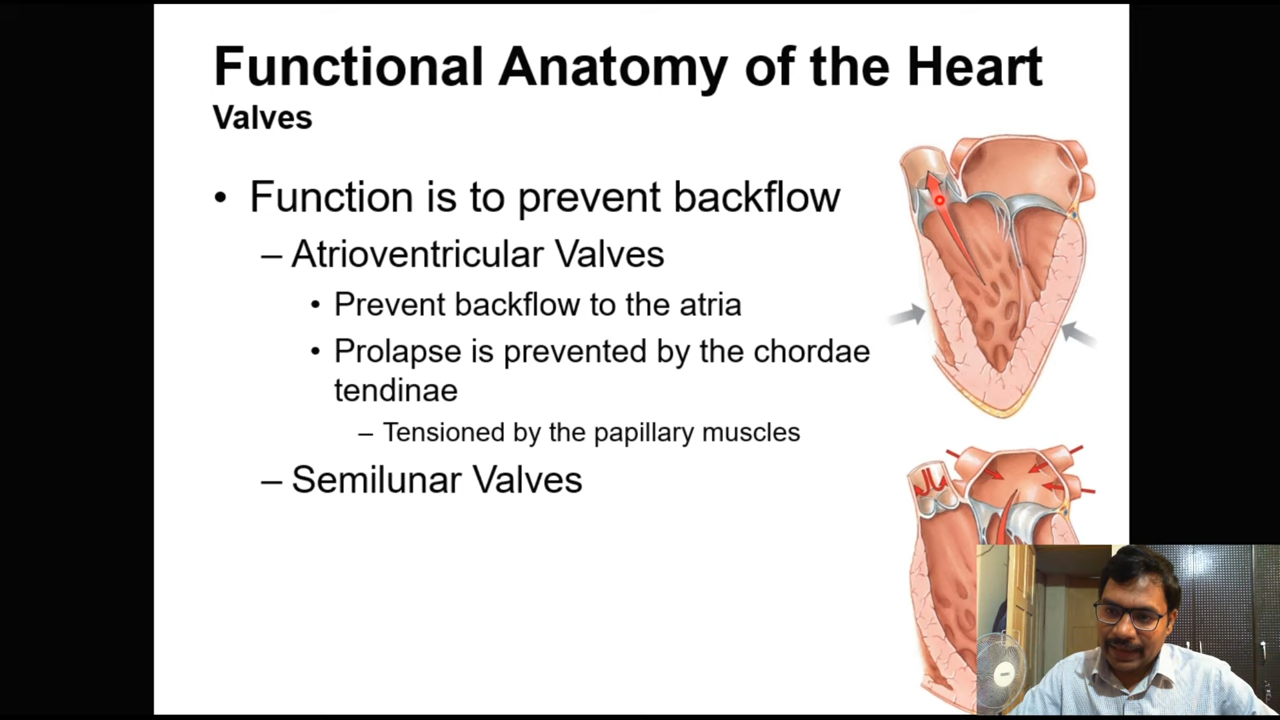 Functional Anatomy of the Heart
Valves
• Function is to prevent backflow
– Atrioventricular Valves
• Prevent backflow to the atria
• Prolapse is prevented by the chordae
tendinae
– Tensioned by the papillary muscles
– Semilunar Valves